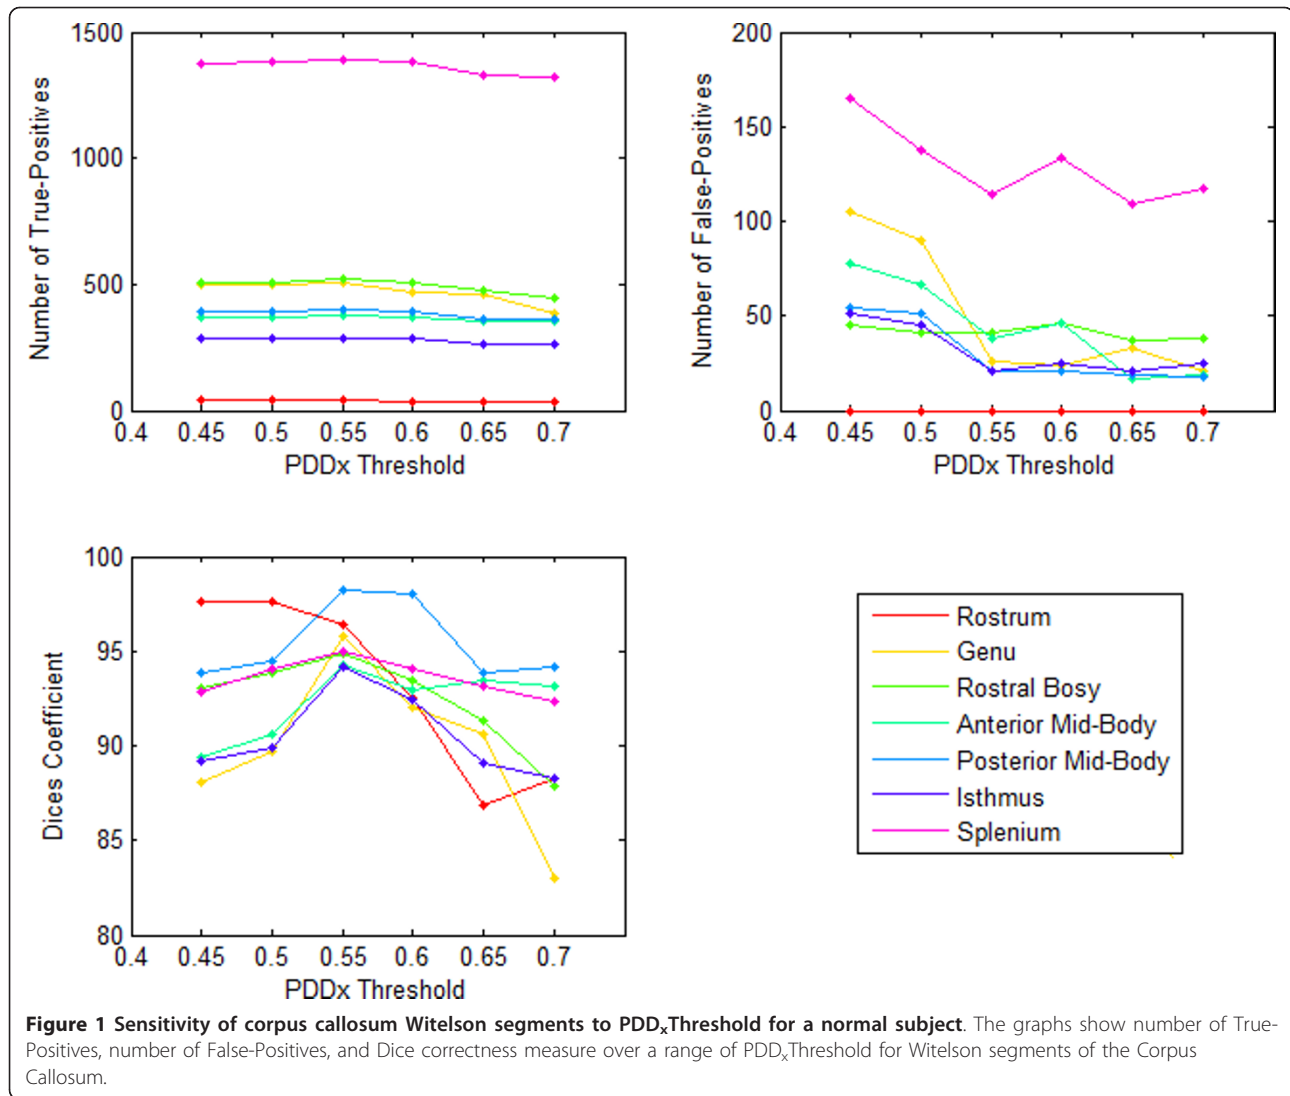 1500
1000
500
0
0.4 0.45 0.5 0.55 0.6 0.65 0.7
PDDx Threshold
Number of True-Positives
200
150
100
50
0
0.4 0.45 0.5 0.55 0.6 0.65 0.7
PDDx Threshold
Number of False-Positives
100
95
90
85
80
0.4 0.45 0.5 0.55 0.6 0.65 0.7
PDDx Threshold
Dices Coefficient
Rostrum
Genu
Rostral Bosy
Anterior Mid-Body
Posterior Mid-Body
Isthmus
Splenium
Figure 1 Sensitivity of corpus callosum Witelson segments to PDDxThreshold for a normal subject. The graphs show number of True-
Positives, number of False-Positives, and Dice correctness measure over a range of PDDxThreshold for Witelson segments of the Corpus
Callosum.